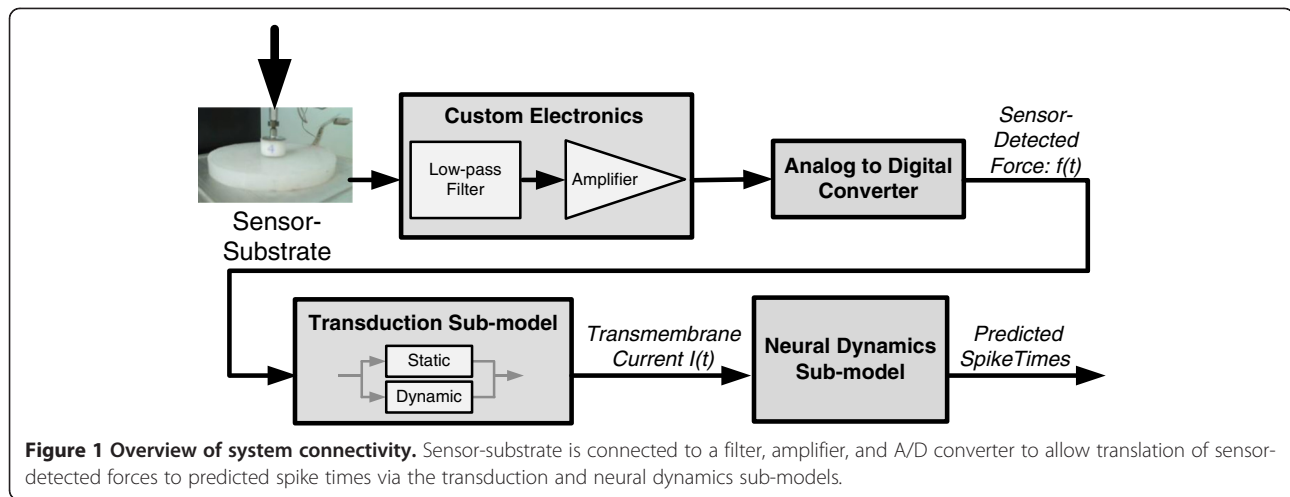 Custom Electronics
Low-pass
Filter
Amplifier
Analog to Digital
Converter
Sensor-
Detected
Force: f(t)
Sensor-
Substrate
Transduction Sub-model
Static
Dynamic
Transmembrane
Current I(t)
Neural Dynamics
Sub-model
Predicted
SpikeTimes
Figure 1 Overview of system connectivity. Sensor-substrate is connected to a filter, amplifier, and A/D converter to allow translation of sensor-
detected forces to predicted spike times via the transduction and neural dynamics sub-models.